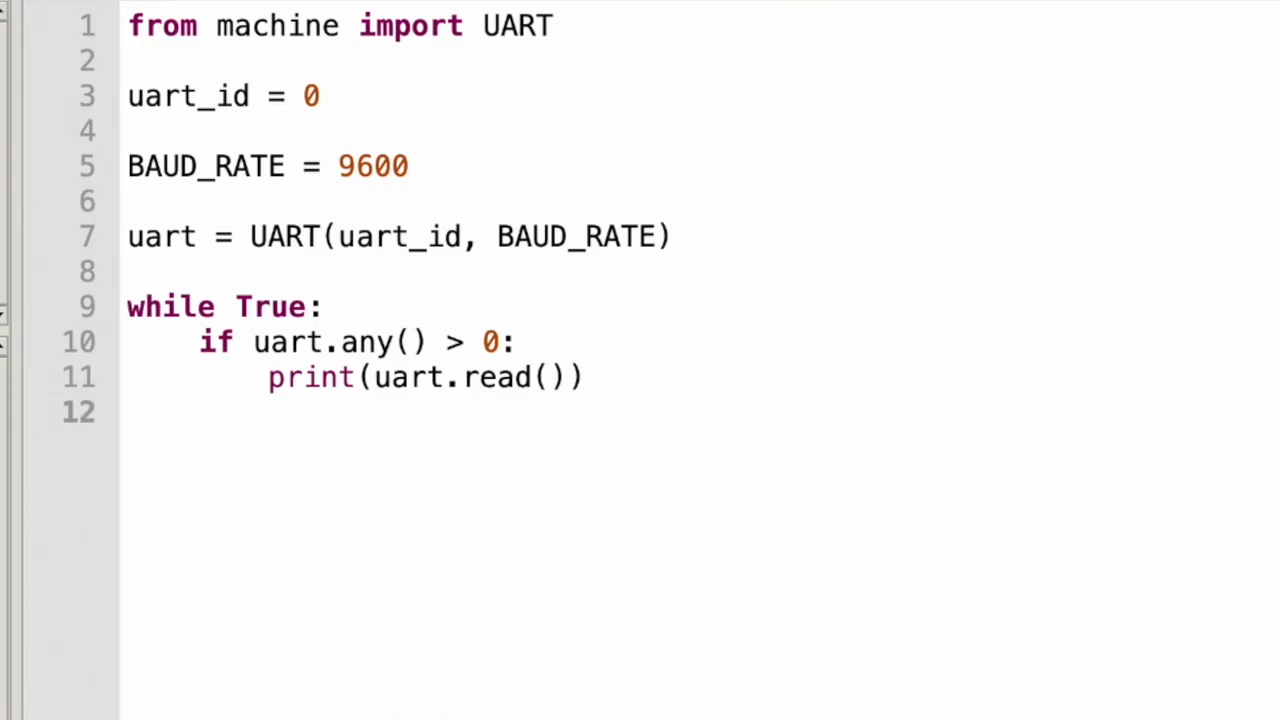 1 from machine import UART
2
3 uart_id = 0
4
5 BAUD_RATE = 9600
6
7 uart = UART(uart_id, BAUD_RATE)
8
9 while True:
10     if uart.any() > 0:
11         print(uart.read())
12